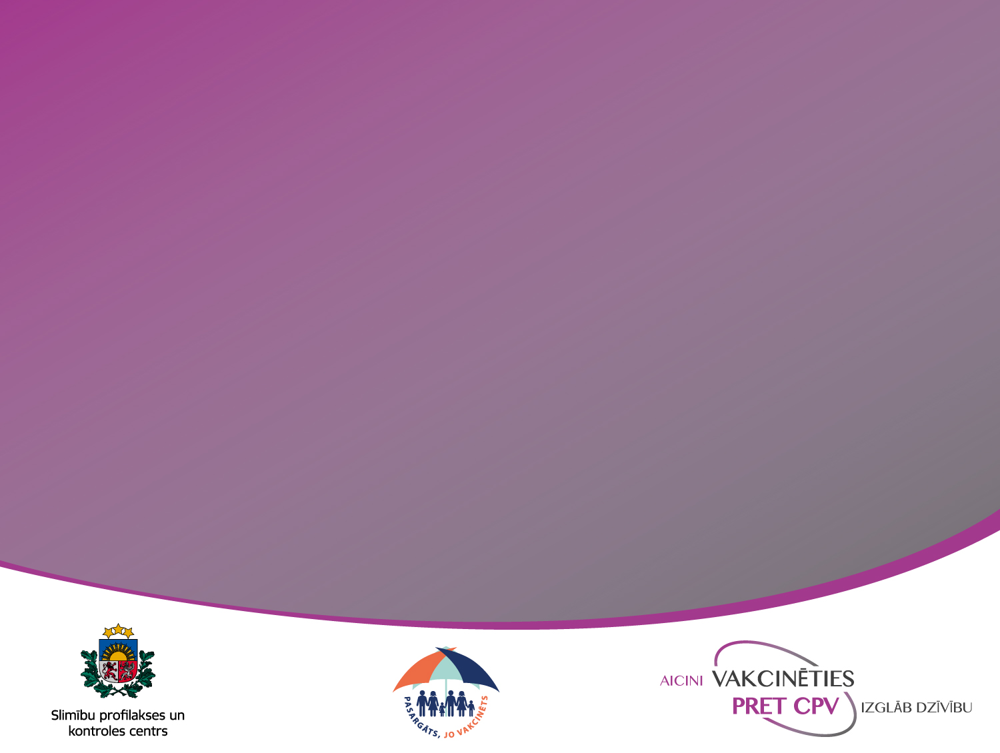 Slimību profilakses un
kontroles centrs
PASARGĀTS, JO VAKCINĒTS
AICINI VAKCINĒTIES
PRET CPV IZGLĀB DZĪVĪBU